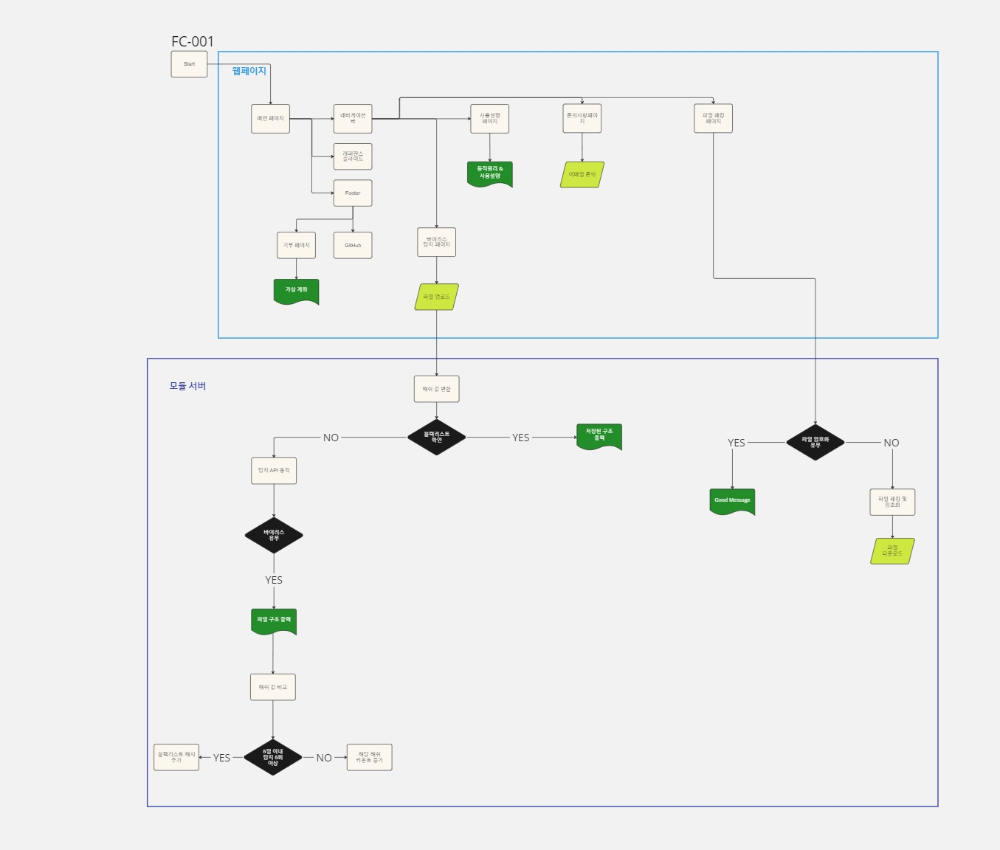 FC-001
Start
웹페이지
메인 페이지
네비게이션
바
사용설명
페이지
문의사항페이
지
파일 패킹
페이지
레퍼런스
슬라이드
동작원리 &
사용설명
이메일 문의
Footer
기부 페이지
GitHub
바이러스
탐지 페이지
가상 계좌
파일 업로드
모듈 서버
해쉬 값 변환
블랙리스트
확인
NO
YES
저장된 구조
출력
파일 암호화
유무
YES
NO
탐지 API 동작
Good Message
파일 패킹 및
암호화
바이러스
유무
파일
다운로드
YES
파일 구조 출력
해쉬 값 비교
블랙리스트 해시
추가
YES
5일 이내
탐지 5회
이상
NO
해당 해쉬
카운트 증가